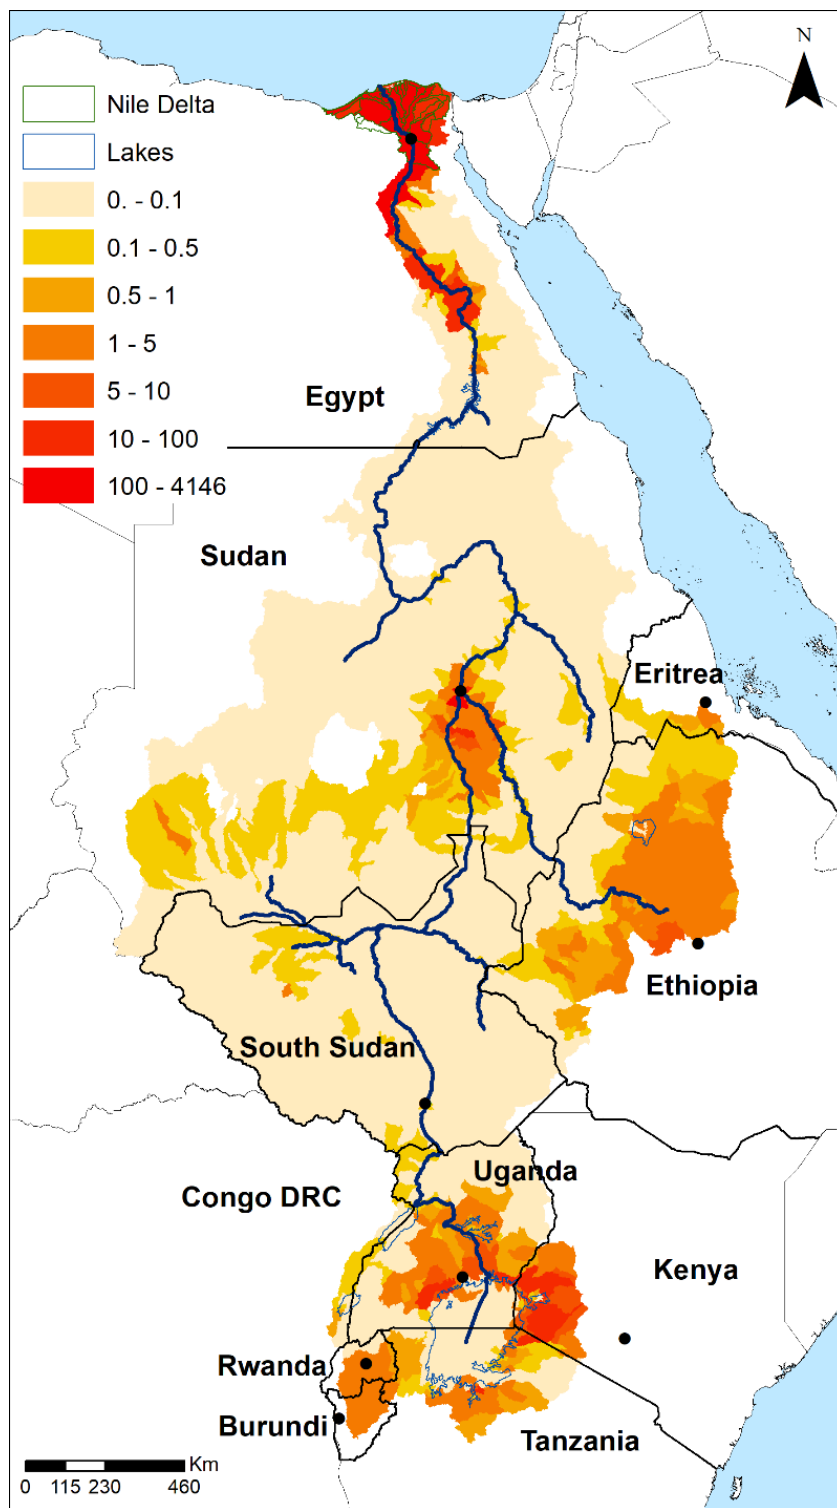 N
Nile Delta
Lakes
0. - 0.1
0.1 - 0.5
0.5 - 1
1 - 5
5 - 10
10 - 100
100 - 4146
Egypt
Sudan
Eritrea
Ethiopia
South Sudan
Uganda
Congo DRC
Kenya
Rwanda
Burundi
Tanzania
Km
0 115 230 460